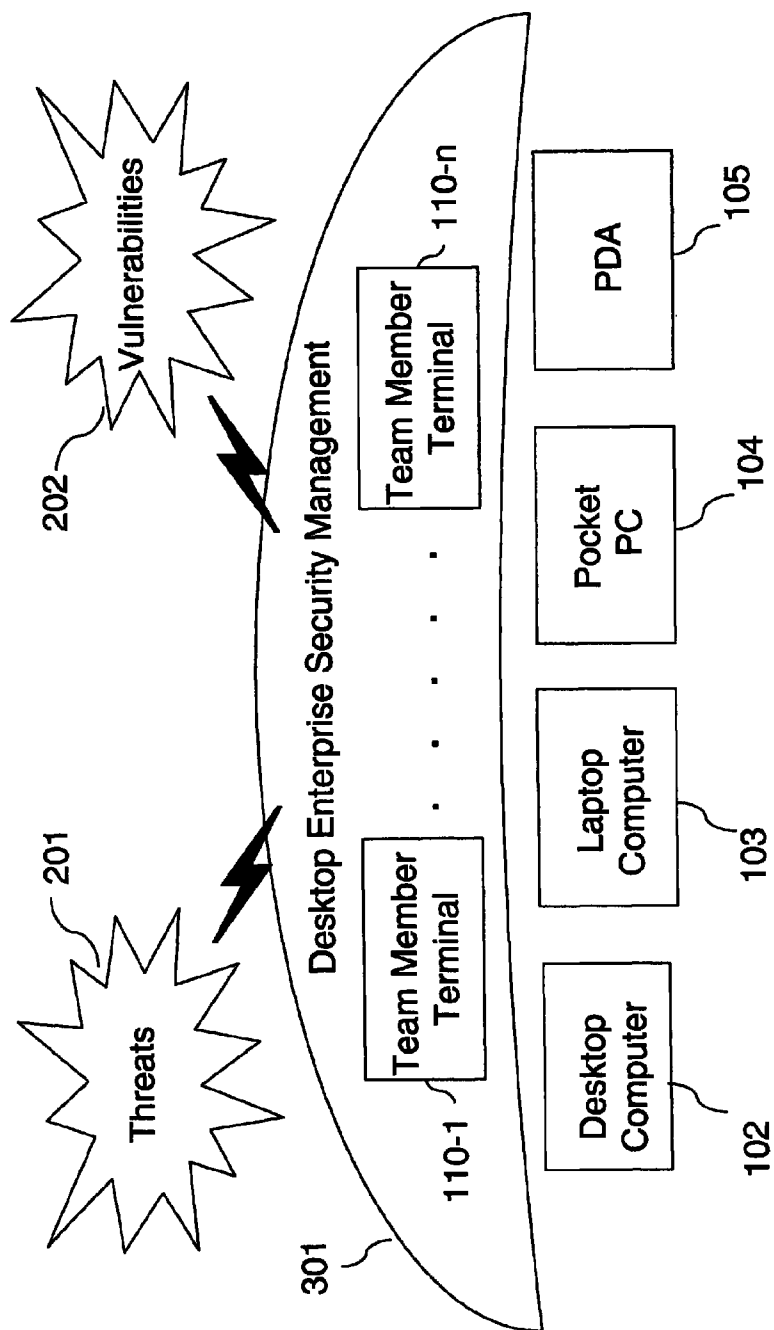 Threats
201
Vulnerabilities
202
Desktop Enterprise Security Management
301
Team Member
Terminal
110-1
. . . . . .
Team Member
Terminal
110-n
Desktop
Computer
102
Laptop
Computer
103
Pocket
PC
104
PDA
105